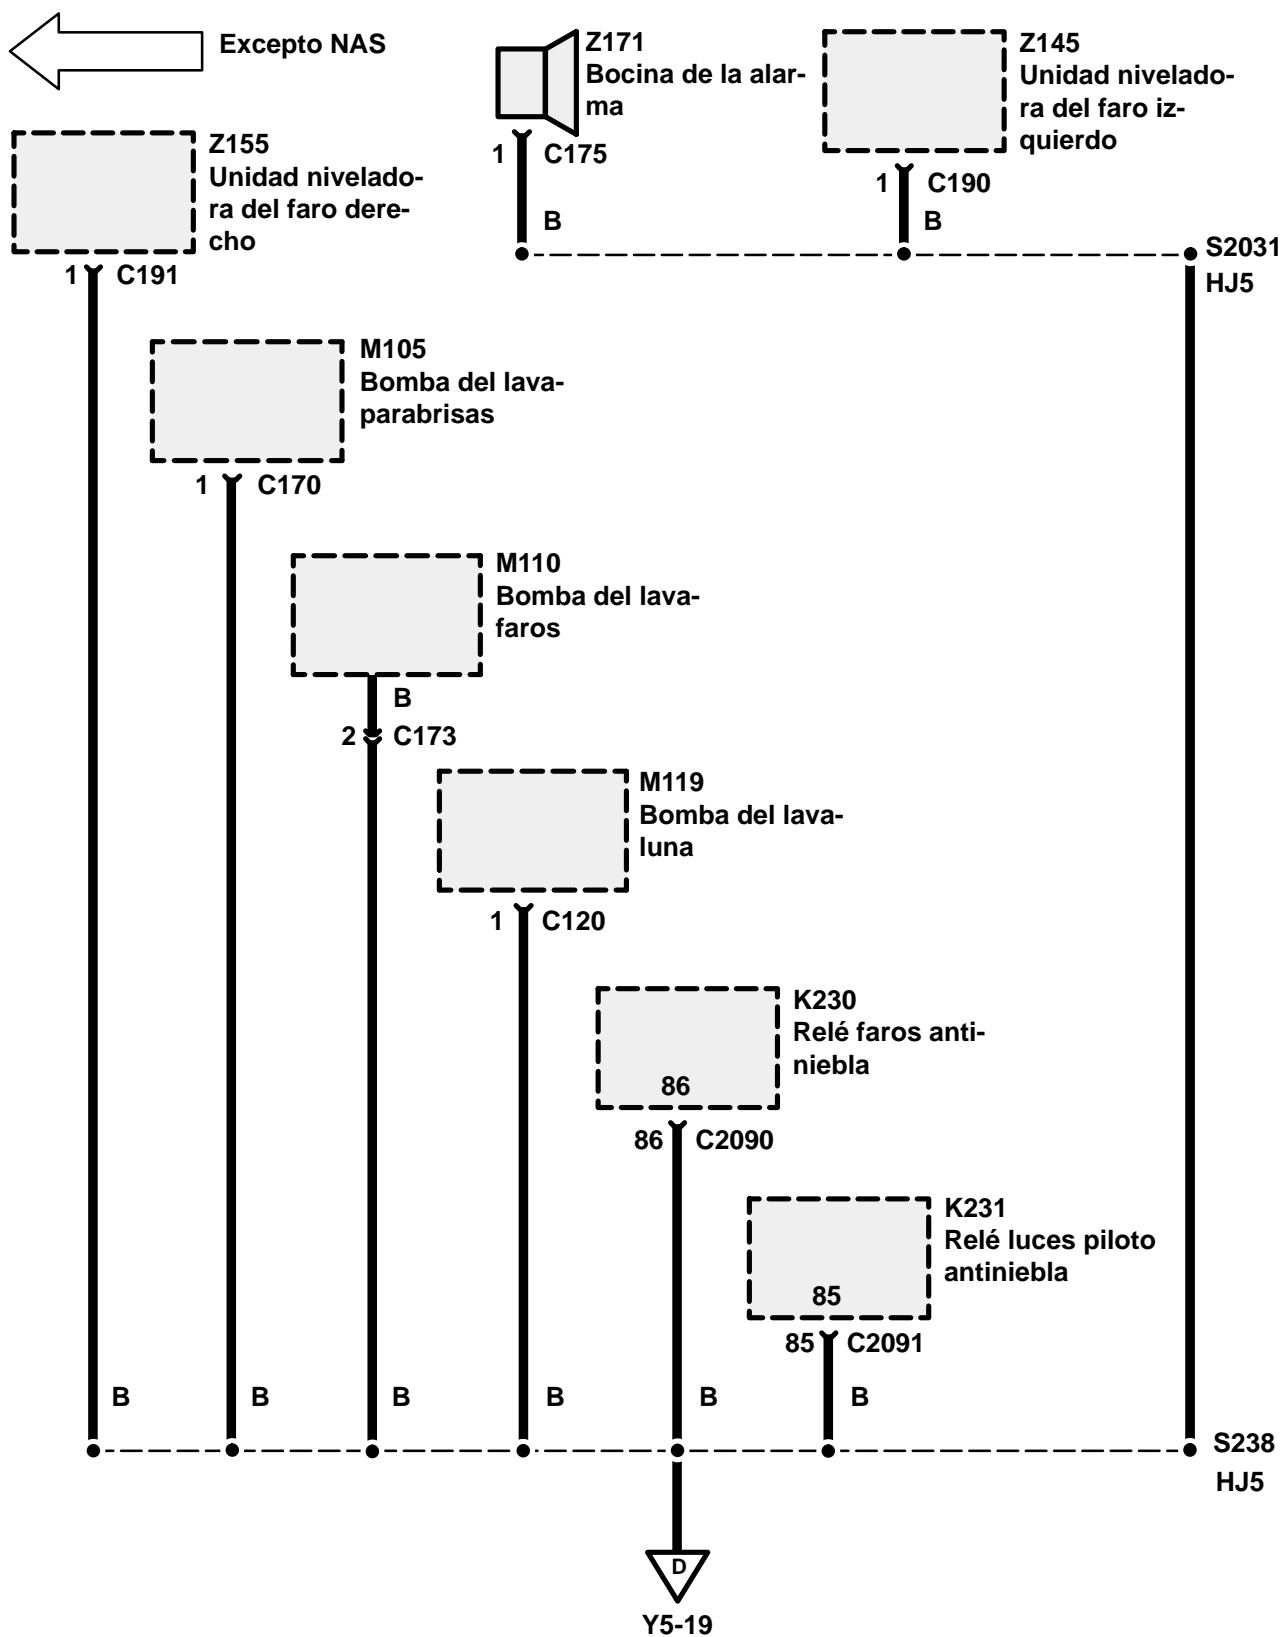 Excepto NAS
Z171
Bocina de la alar-
ma
1 C175
B
Z145
Unidad nivelado-
ra del faro iz-
quierdo
1 C190
B
S2031
HJ5
Z155
Unidad nivelado-
ra del faro dere-
cho
1 C191
M105
Bomba del lava-
parabrisas
1 C170
M110
Bomba del lava-
faros
B
2 C173
M119
Bomba del lava-
luna
1 C120
K230
Relé faros anti-
niebla
86
86 C2090
K231
Relé luces piloto
antiniebla
85
85 C2091
B B B B B B
S238
HJ5
D
Y5-19